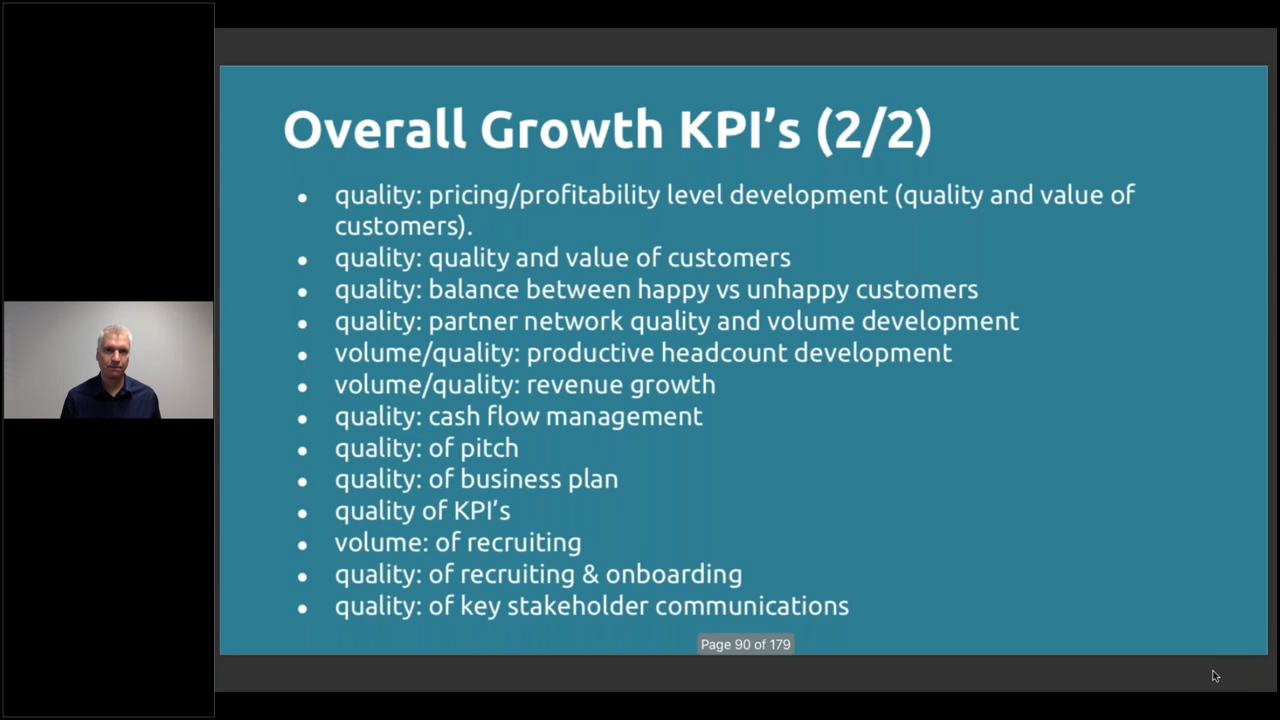 Overall Growth KPI's (2/2)
• quality: pricing/profitability level development (quality and value of
customers).
• quality: quality and value of customers
• quality: balance between happy vs unhappy customers
• quality: partner network quality and volume development
• volume/quality: productive headcount development
• volume/quality: revenue growth
• quality: cash flow management
• quality: of pitch
• quality: of business plan
• quality of KPI's
• volume: of recruiting
• quality: of recruiting & onboarding
• quality: of key stakeholder communications
Page 90 of 179